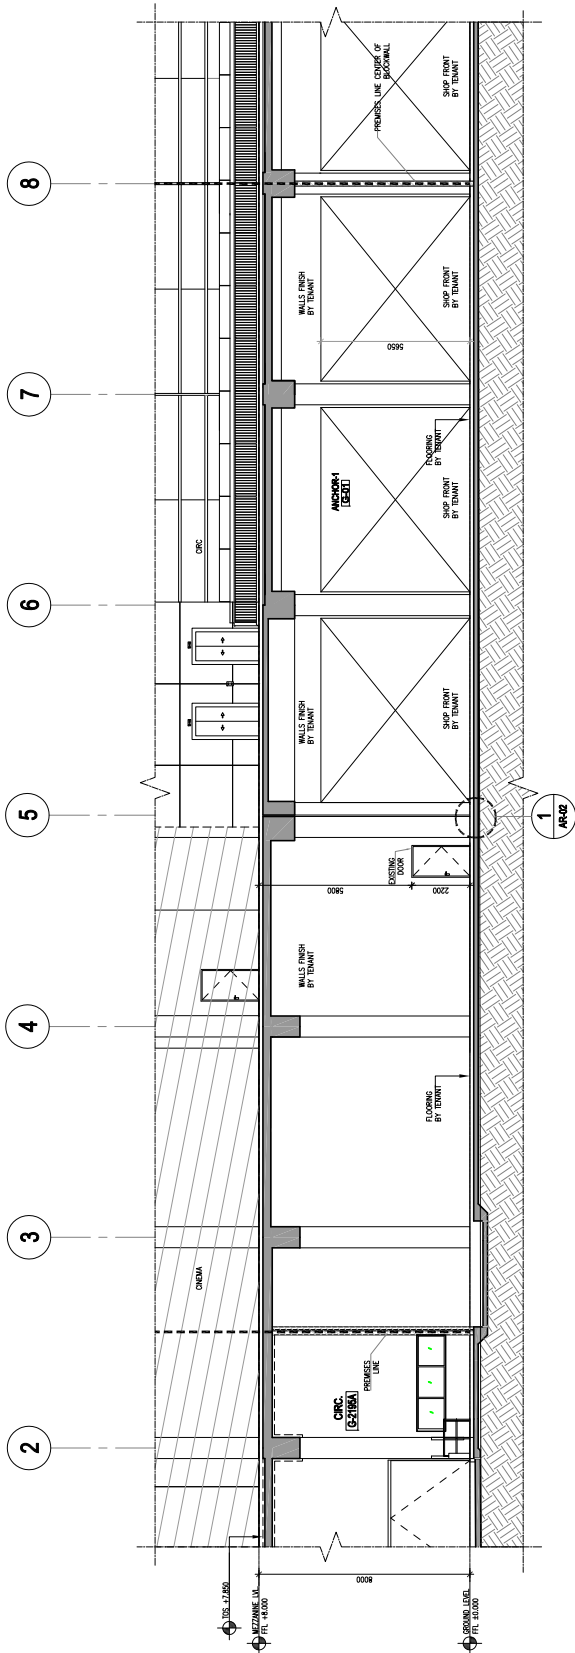 8
7
6
5
4
3
2
PREMISES LINE CENTER OF
BLOCKWALL
SHOP FRONT
BY TENANT
WALLS FINISH
BY TENANT
SHOP FRONT
BY TENANT
5650
CIRC
ANCHOR-1
G-01
FLOORING
BY TENANT
SHOP FRONT
BY TENANT
WALLS FINISH
BY TENANT
SHOP FRONT
BY TENANT
1
AR-02
EXISTING
DOOR
5800
2200
WALLS FINISH
BY TENANT
FLOORING
BY TENANT
CINEMA
CIRC.
G-2195A
PREMISES
LINE
8000
TOS +7.850
MEZZANINE LVL.
FFL +8.000
GROUND LEVEL
FFL ±0.000